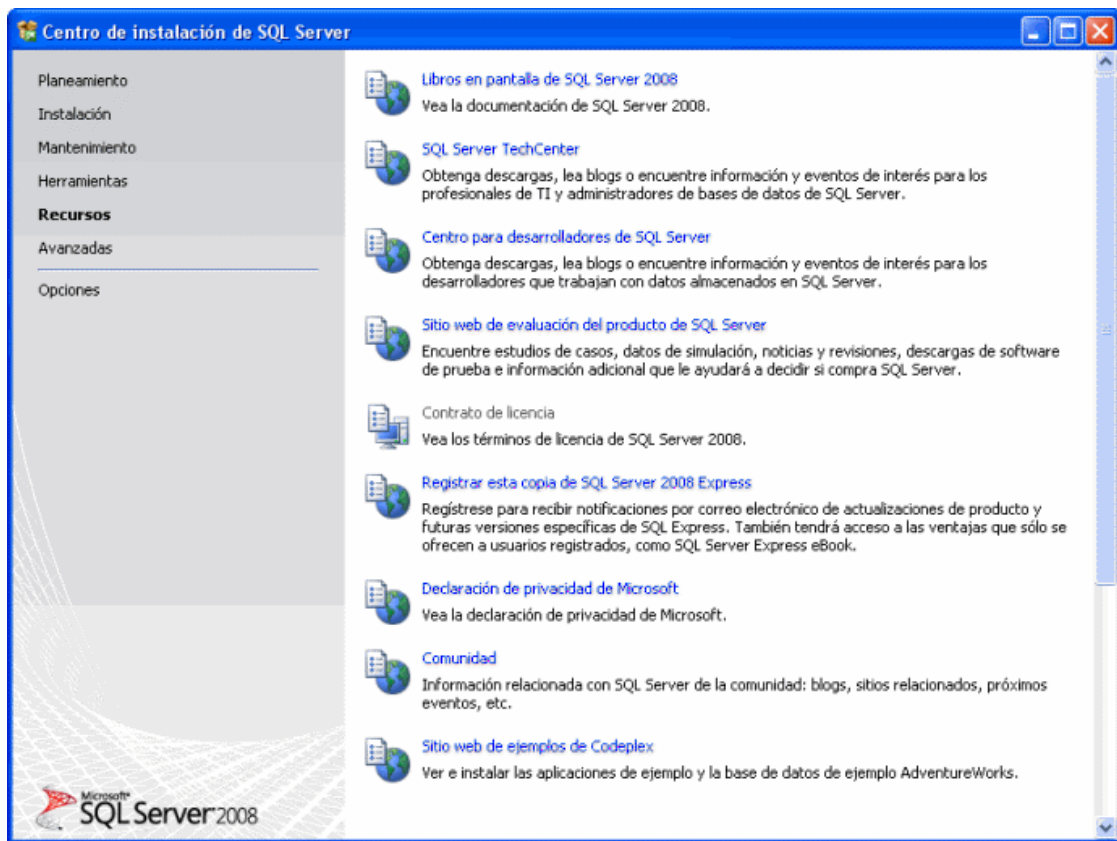 Centro de instalación de SQL Server
Planeamiento
Instalación
Mantenimiento
Herramientas
Recursos
Avanzadas
Opciones
Libros en pantalla de SQL Server 2008
Vea la documentación de SQL Server 2008.
SQL Server TechCenter
Obtenga descargas, lea blogs o encuentre información y eventos de interés para los
profesionales de TI y administradores de bases de datos de SQL Server.
Centro para desarrolladores de SQL Server
Obtenga descargas, lea blogs o encuentre información y eventos de interés para los
desarrolladores que trabajan con datos almacenados en SQL Server.
Sitio web de evaluación del producto de SQL Server
Encuentre estudios de casos, datos de simulación, noticias y revisiones, descargas de software
de prueba e información adicional que le ayudará a decidir si compra SQL Server.
Contrato de licencia
Vea los términos de licencia de SQL Server 2008.
Registrar esta copia de SQL Server 2008 Express
Regístrese para recibir notificaciones por correo electrónico de actualizaciones de producto y
futuras versiones específicas de SQL Express. También tendrá acceso a las ventajas que sólo se
ofrecen a usuarios registrados, como SQL Server Express eBook.
Declaración de privacidad de Microsoft
Vea la declaración de privacidad de Microsoft.
Comunidad
Información relacionada con SQL Server de la comunidad: blogs, sitios relacionados, próximos
eventos, etc.
Sitio web de ejemplos de Codeplex
Ver e instalar las aplicaciones de ejemplo y la base de datos de ejemplo AdventureWorks.
Microsoft
SQL Server 2008